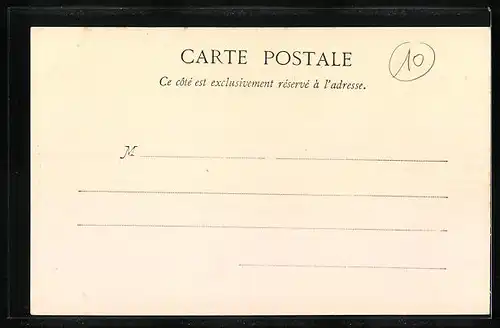 CARTE POSTALE
10
Ce côté est exclusivement réservé à l'adresse.
M